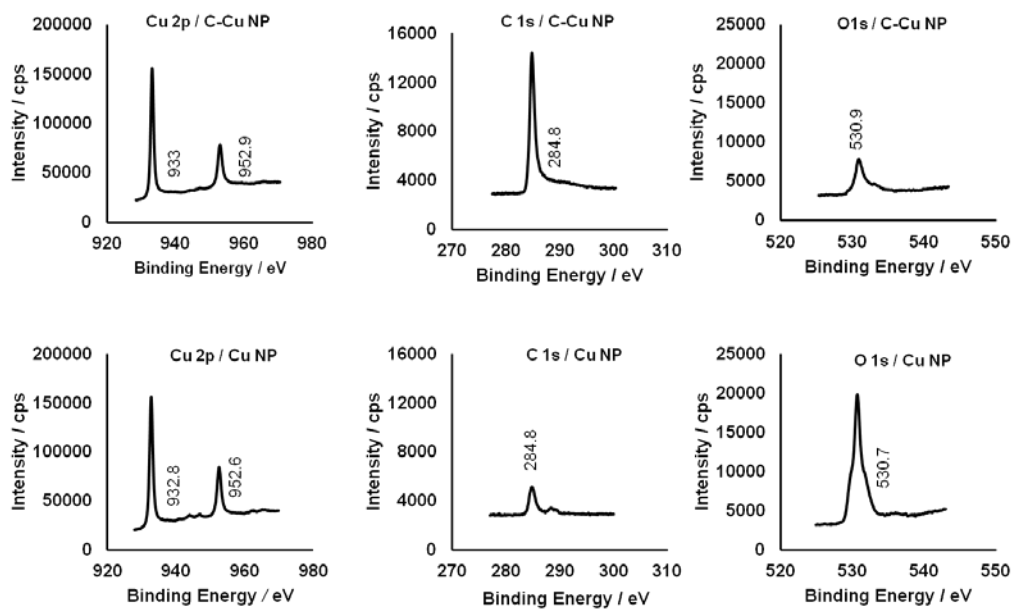 Cu 2p / C-Cu NP
200000
150000
100000
50000
0
Intensity / cps
933
952.9
920 940 960 980
Binding Energy / eV
C 1s / C-Cu NP
16000
12000
8000
4000
0
Intensity / cps
284.8
270 280 290 300 310
Binding Energy / eV
O1s / C-Cu NP
25000
20000
15000
10000
5000
0
Intensity / cps
530.9
520 530 540 550
Binding Energy / eV
Cu 2p / Cu NP
200000
150000
100000
50000
0
Intensity / cps
932.8
952.6
920 940 960 980
Binding Energy / eV
C 1s / Cu NP
16000
12000
8000
4000
0
Intensity / cps
284.8
270 280 290 300 310
Binding Energy / eV
O 1s / Cu NP
25000
20000
15000
10000
5000
0
Intensity / cps
530.7
520 530 540 550
Binding Energy / eV